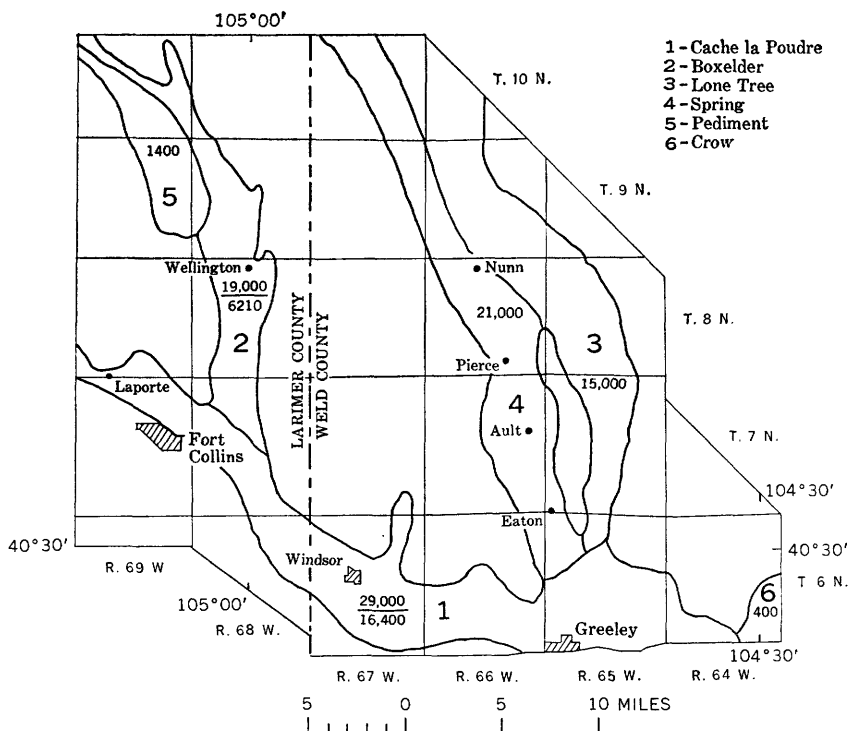 105°00'
1 - Cache la Poudre
2 - Boxelder
3 - Lone Tree
4 - Spring
5 - Pediment
6 - Crow
T. 10 N.
1400
5
T. 9 N.
Wellington
Nunn
19,000
6210
21,000
2
3
T. 8 N.
LARIMER COUNTY
WELD COUNTY
Pierce
15,000
Laporte
4
Ault
Fort
Collins
T. 7 N.
104°30'
Eaton
40°30'
40°30'
Windsor
R. 69 W
105°00'
T 6 N.
6
400
29,000
16,400
1
Greeley
R. 68 W.
104°30'
R. 67 W.
R. 66 W.
R. 65 W.
R. 64 W.
5 0 5 10 MILES